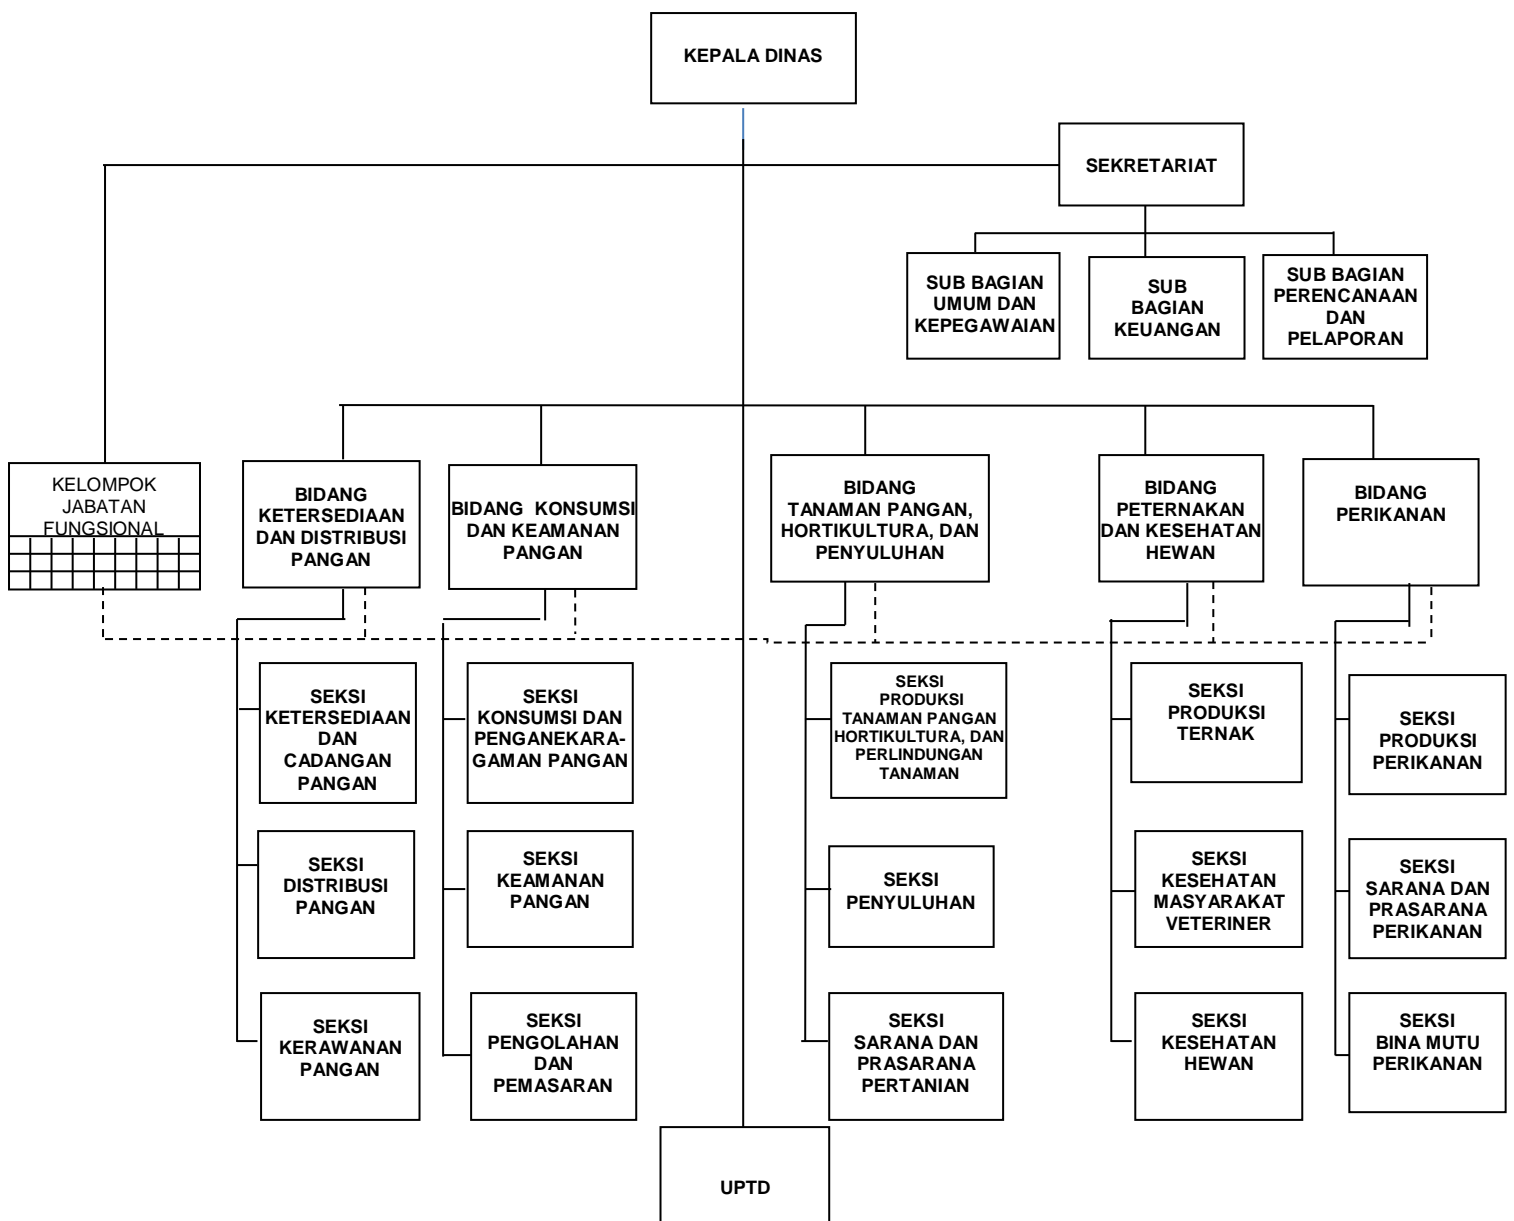 KEPALA DINAS
SEKRETARIAT
SUB BAGIAN
UMUM DAN
KEPEGAWAIAN
SUB
BAGIAN
KEUANGAN
SUB BAGIAN
PERENCANAAN
DAN
PELAPORAN
KELOMPOK
JABATAN
FUNGSIONAL
BIDANG
KETERSEDIAAN
DAN DISTRIBUSI
PANGAN
BIDANG KONSUMSI
DAN KEAMANAN
PANGAN
BIDANG
TANAMAN PANGAN,
HORTIKULTURA, DAN
PENYULUHAN
BIDANG
PETERNAKAN
DAN KESEHATAN
HEWAN
BIDANG
PERIKANAN
SEKSI
KETERSEDIAAN
DAN
CADANGAN
PANGAN
SEKSI
KONSUMSI DAN
PENGANEKARA-
GAMAN PANGAN
SEKSI
PRODUKSI
TANAMAN PANGAN
HORTIKULTURA, DAN
PERLINDUNGAN
TANAMAN
SEKSI
PRODUKSI
TERNAK
SEKSI
PRODUKSI
PERIKANAN
SEKSI
DISTRIBUSI
PANGAN
SEKSI
KEAMANAN
PANGAN
SEKSI
PENYULUHAN
SEKSI
KESEHATAN
MASYARAKAT
VETERINER
SEKSI
SARANA DAN
PRASARANA
PERIKANAN
SEKSI
KERAWANAN
PANGAN
SEKSI
PENGOLAHAN
DAN
PEMASARAN
SEKSI
SARANA DAN
PRASARANA
PERTANIAN
SEKSI
KESEHATAN
HEWAN
SEKSI
BINA MUTU
PERIKANAN
UPTD